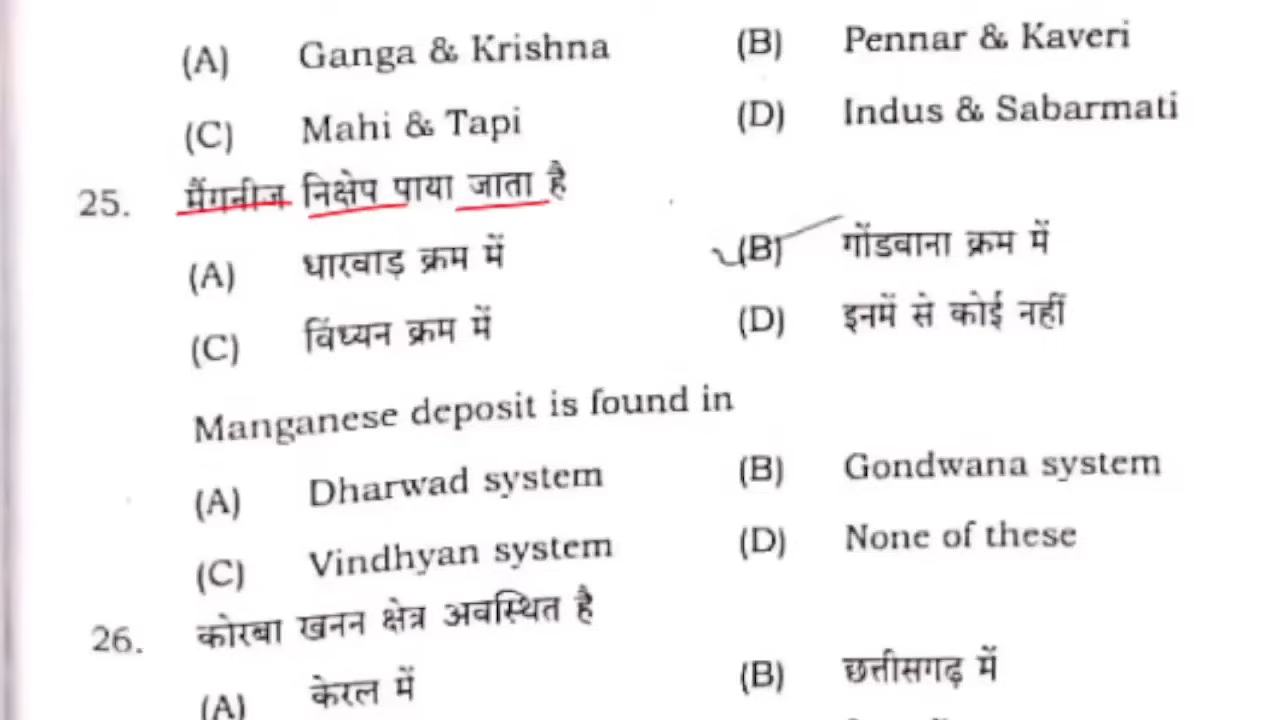 (A) Ganga & Krishna (B) Pennar & Kaveri
(C) Mahi & Tapi (D) Indus & Sabarmati
25. मैंगनीज निक्षेप पाया जाता है
(A) धारवाड़ क्रम में (B) गोंडवाना क्रम में
(C) विंध्यन क्रम में (D) इनमें से कोई नहीं
Manganese deposit is found in
(A) Dharwad system (B) Gondwana system
(C) Vindhyan system (D) None of these
26. कोरबा खनन क्षेत्र अवस्थित है
(A) केरल में (B) छत्तीसगढ़ में